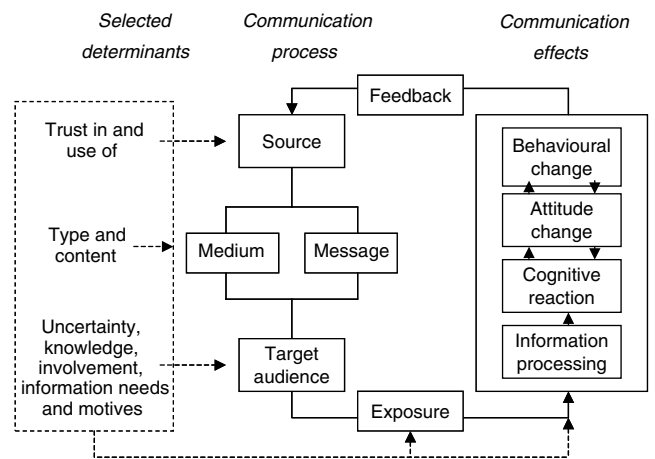 Selected
determinants
Communication
process
Communication
effects
Feedback
Trust in and
use of
Source
Behavioural
change
Attitude
change
Type and
content
Medium
Message
Cognitive
reaction
Uncertainty,
knowledge,
involvement,
information needs
and motives
Target
audience
Information
processing
Exposure